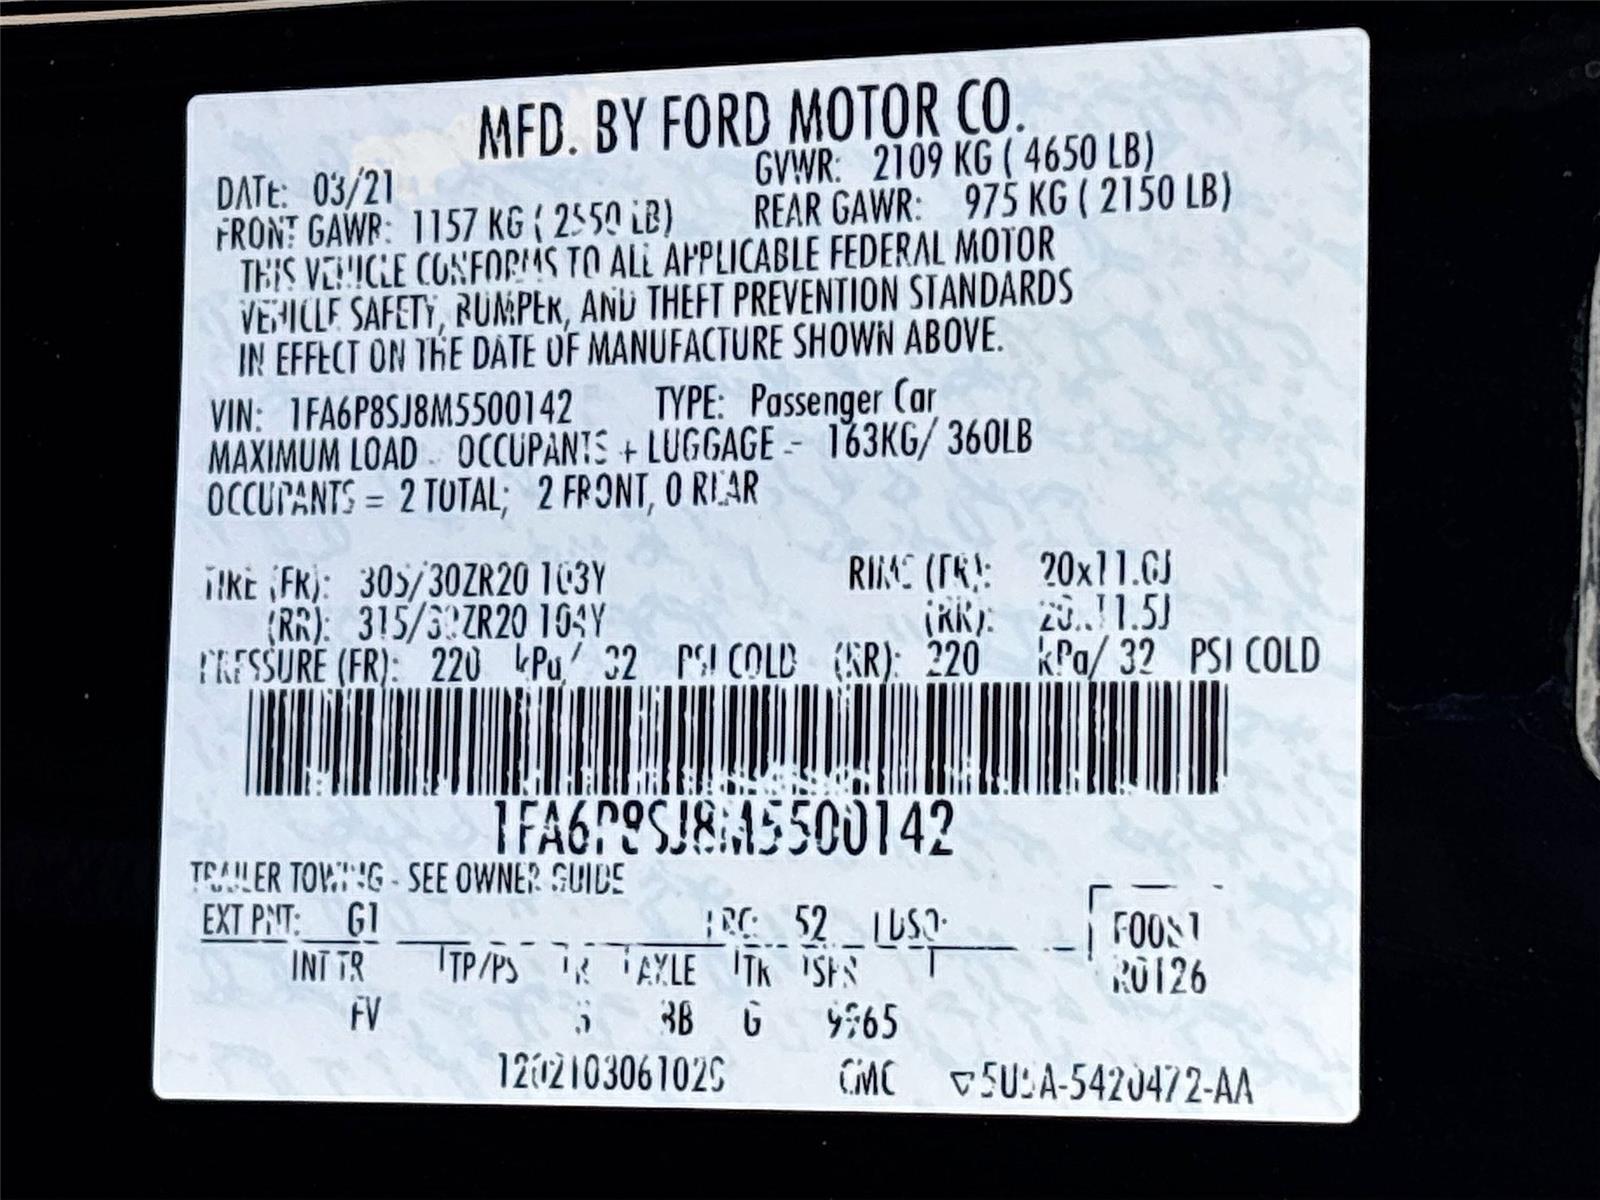 MFD. BY FORD MOTOR CO.
DATE: 03/21 GVWR: 2109 KG ( 4650 LB)
FRONT GAWR: 1157 KG ( 2550 LB) REAR GAWR: 975 KG ( 2150 LB)
THIS VEHICLE CONFORMS TO ALL APPLICABLE FEDERAL MOTOR
VEHICLE SAFETY, BUMPER, AND THEFT PREVENTION STANDARDS
IN EFFECT ON THE DATE OF MANUFACTURE SHOWN ABOVE.
VIN: 1FA6P8SJ8M5500142 TYPE: Passenger Car
MAXIMUM LOAD - OCCUPANTS + LUGGAGE = 163KG/ 360LB
OCCUPANTS = 2 TOTAL; 2 FRONT, 0 REAR
TIRE (FR): 305/30ZR20 103Y RIMS (FR): 20x11.0J
(RR): 315/30ZR20 104Y (RR): 20x11.5J
PRESSURE (FR): 220 kPa/ 32 PSI COLD (RR): 220 kPa/ 32 PSI COLD
1FA6P8SJ8M5500142
TRAILER TOWING - SEE OWNER GUIDE
EXT PNT: G1 RC: 52 DSO:
INT TR TP/PS R AXLE TR SPR
FV BB G
R0126
5U5A-5420472-AA